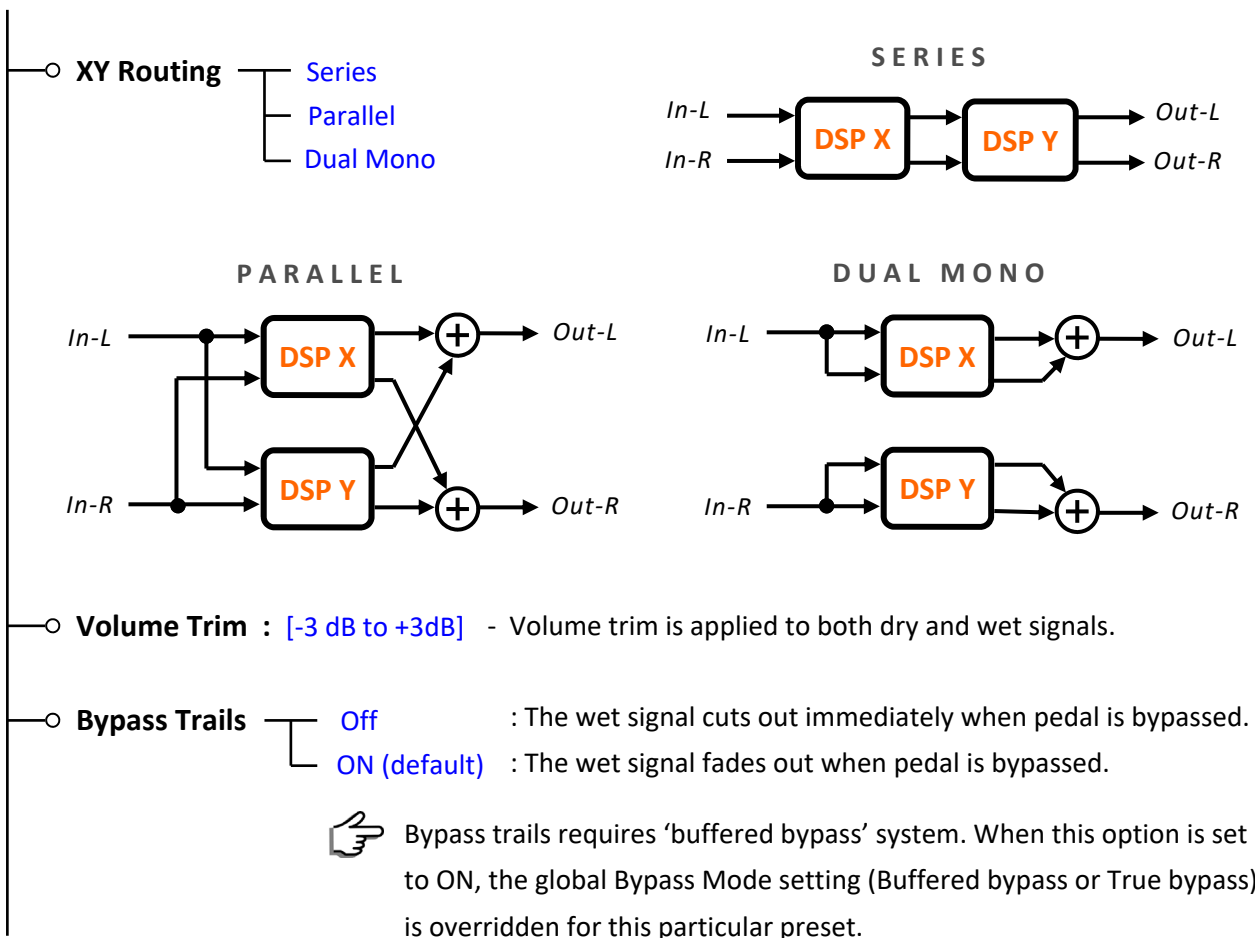 XY Routing
Series
Parallel
Dual Mono
SERIES
In-L
In-R
DSP X
DSP Y
Out-L
Out-R
PARALLEL
In-L
In-R
DSP X
DSP Y
+
+
Out-L
Out-R
DUAL MONO
In-L
In-R
DSP X
DSP Y
+
+
Out-L
Out-R
Volume Trim : [-3 dB to +3dB] - Volume trim is applied to both dry and wet signals.
Bypass Trails
Off : The wet signal cuts out immediately when pedal is bypassed.
ON (default) : The wet signal fades out when pedal is bypassed.
Bypass trails requires ‘buffered bypass’ system. When this option is set
to ON, the global Bypass Mode setting (Buffered bypass or True bypass)
is overridden for this particular preset.